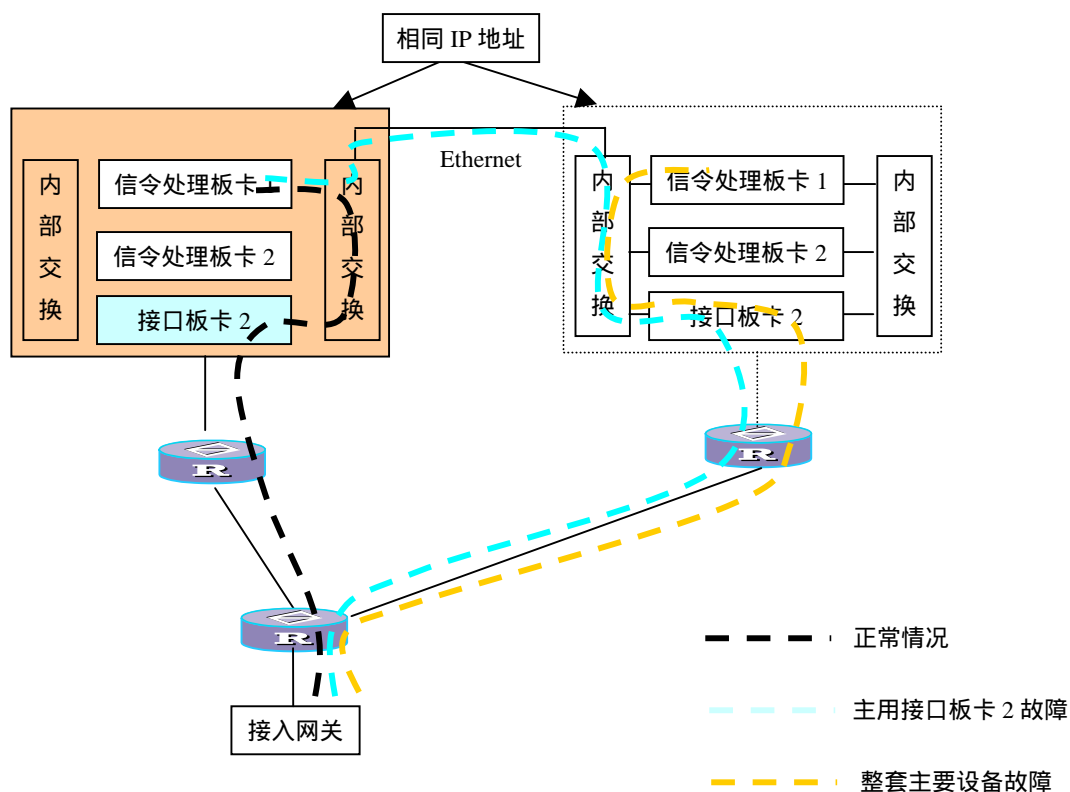 相同 IP 地址
Ethernet
内部交换
信令处理板卡 1
信令处理板卡 2
接口板卡 2
内部交换
内部交换
信令处理板卡 1
信令处理板卡 2
接口板卡 2
内部交换
R
R
R
接入网关
正常情况
主用接口板卡 2 故障
整套主要设备故障